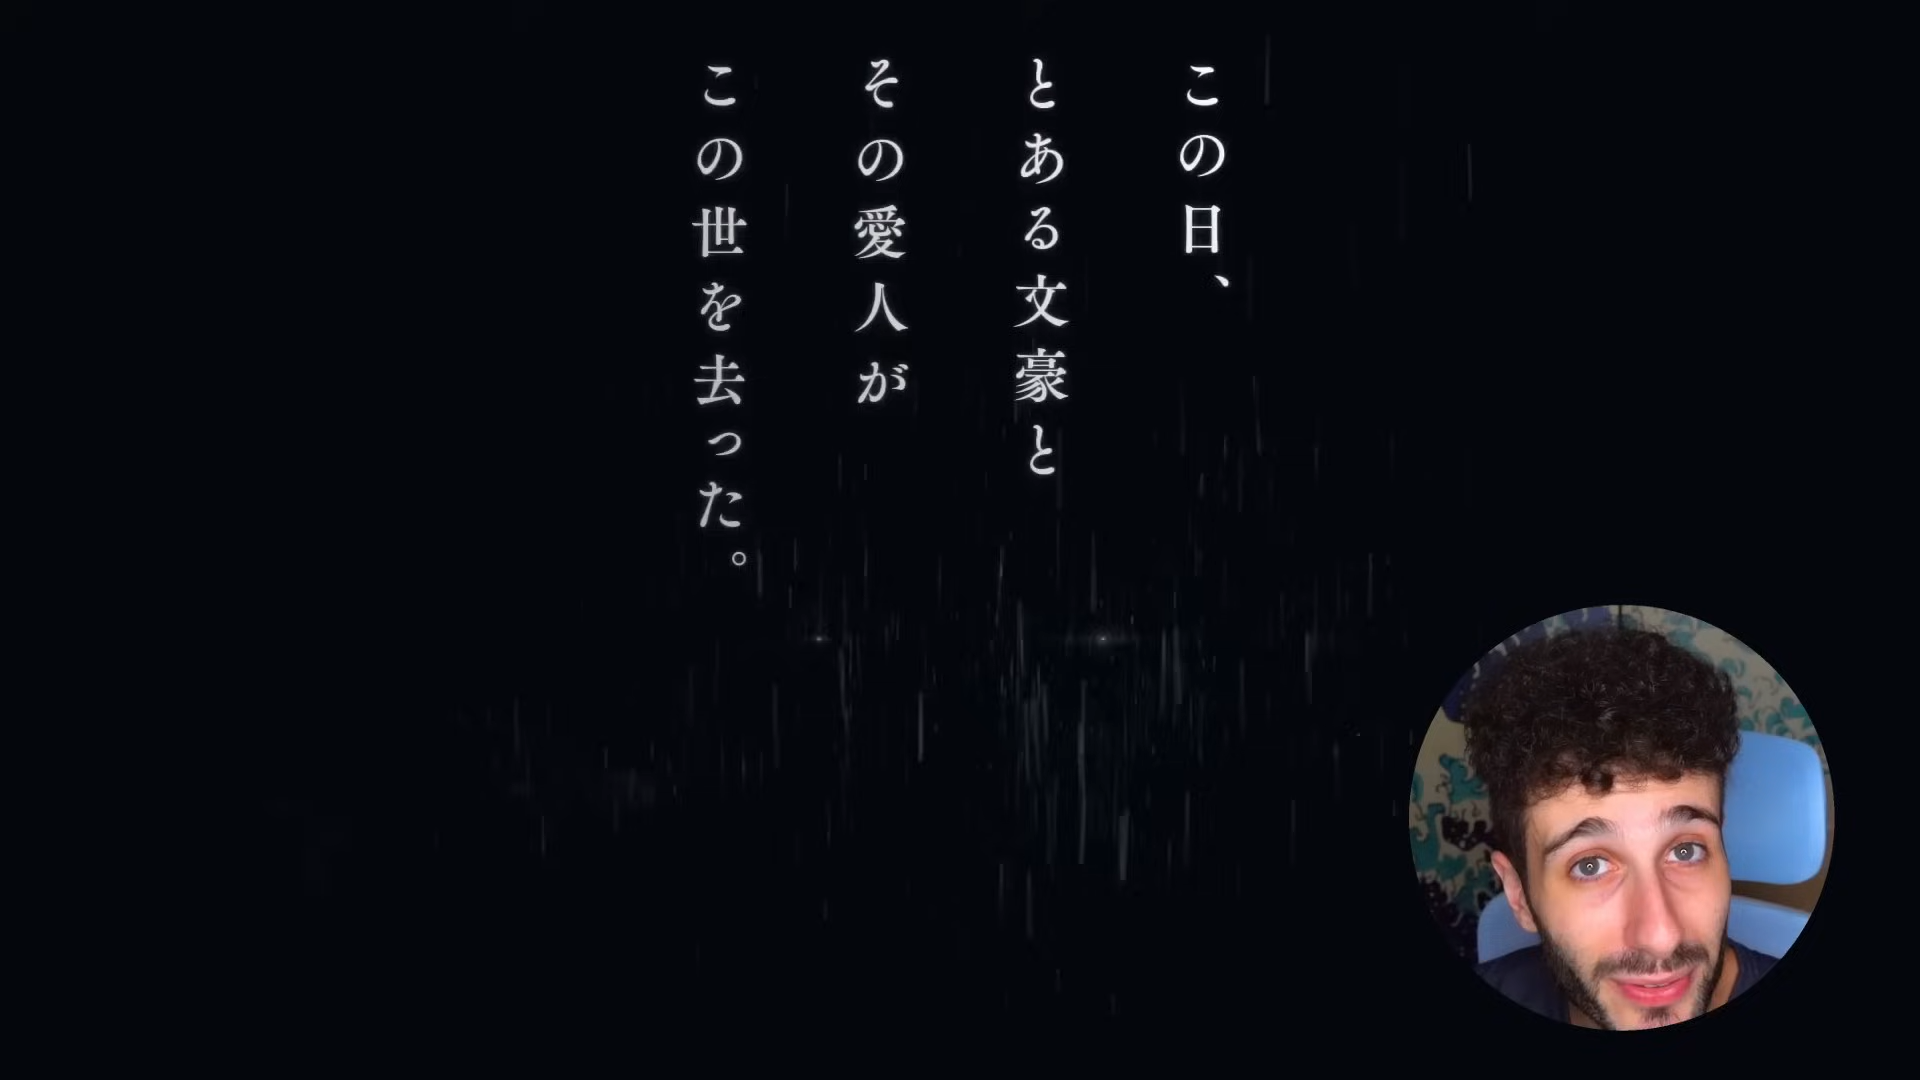 この日、
とある文豪と
その愛人が
この世を去った。